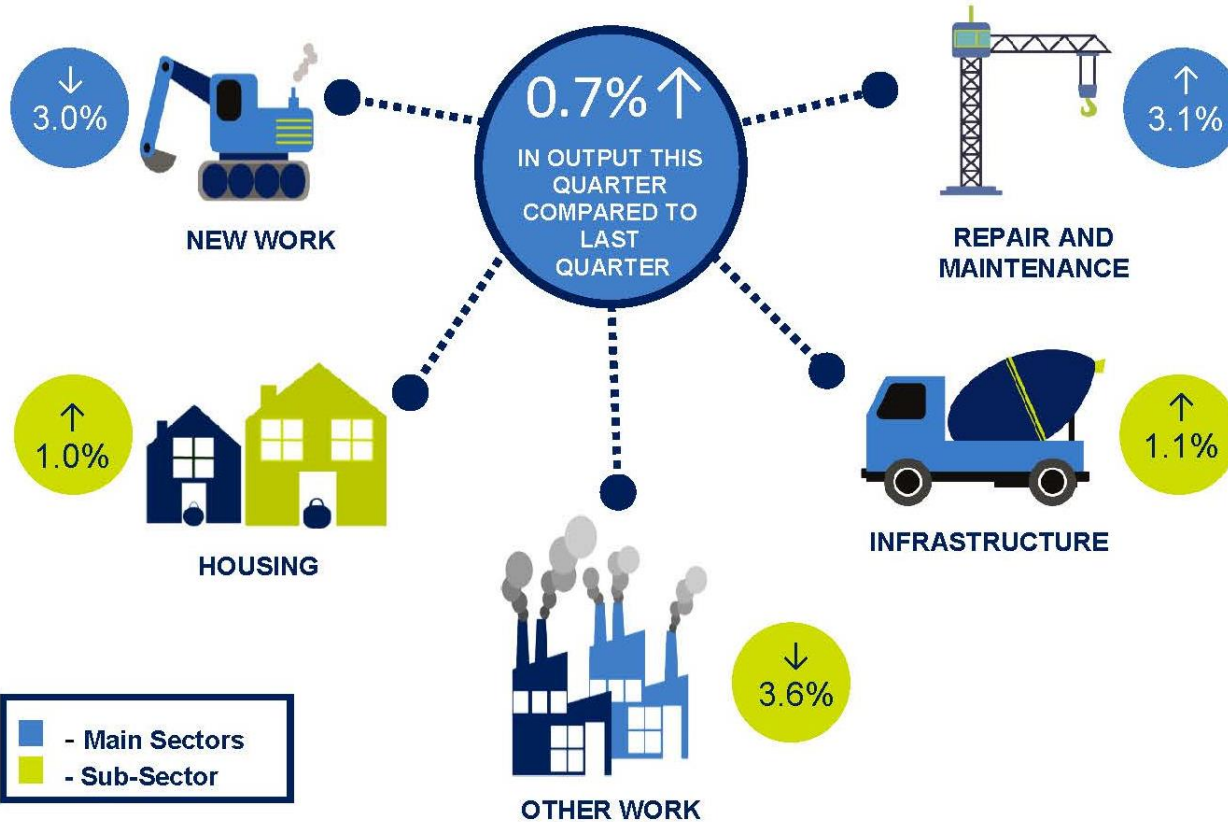 0.7% ↑
IN OUTPUT THIS
QUARTER
COMPARED TO
LAST
QUARTER
↓
3.0%
NEW WORK
↑
3.1%
REPAIR AND
MAINTENANCE
↑
1.0%
HOUSING
↑
1.1%
INFRASTRUCTURE
↓
3.6%
OTHER WORK
- Main Sectors
- Sub-Sector